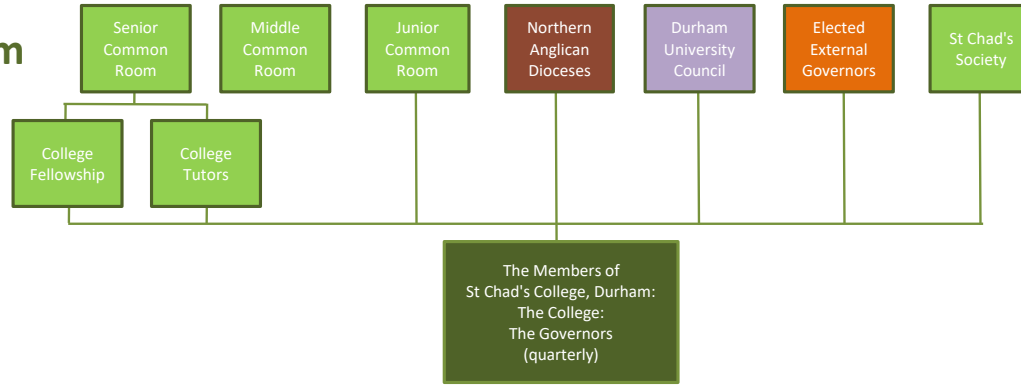 m
Senior
Common
Room
Middle
Common
Room
Junior
Common
Room
Northern
Anglican
Dioceses
Durham
University
Council
Elected
External
Governors
St Chad's
Society
College
Fellowship
College
Tutors
The Members of
St Chad's College, Durham:
The College:
The Governors
(quarterly)